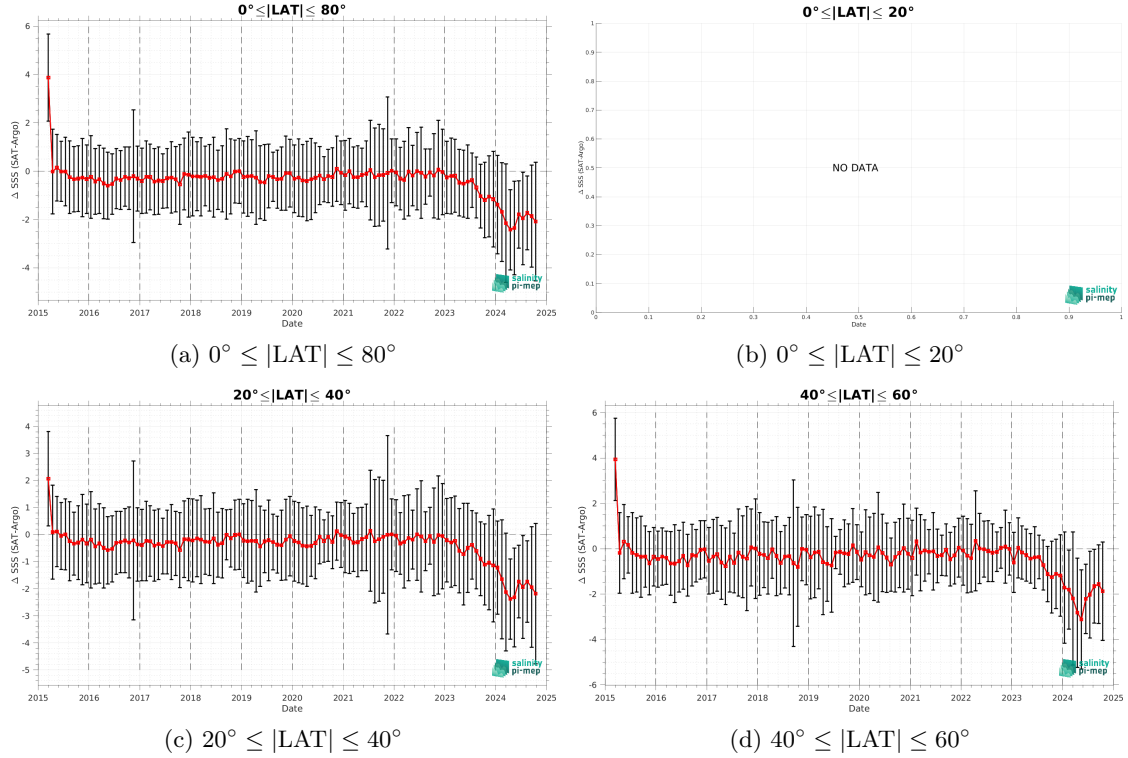 0°≤|LAT|≤ 80°
6
4
2
0
-2
-4
Δ SSS (SAT-Argo)
2015 2016 2017 2018 2019 2020 2021 2022 2023 2024 2025
Date
salinity
pi-mep
(a) 0° ≤ |LAT| ≤ 80°
0°≤|LAT|≤ 20°
1
0.9
0.8
0.7
0.6
0.5
0.4
0.3
0.2
0.1
0
Δ SSS (SAT-Argo)
NO DATA
0 0.1 0.2 0.3 0.4 0.5 0.6 0.7 0.8 0.9 1
Date
salinity
pi-mep
(b) 0° ≤ |LAT| ≤ 20°
20°≤|LAT|≤ 40°
4
3
2
1
0
-1
-2
-3
-4
-5
Δ SSS (SAT-Argo)
2015 2016 2017 2018 2019 2020 2021 2022 2023 2024 2025
Date
salinity
pi-mep
(c) 20° ≤ |LAT| ≤ 40°
40°≤|LAT|≤ 60°
6
4
2
0
-2
-4
-6
Δ SSS (SAT-Argo)
2015 2016 2017 2018 2019 2020 2021 2022 2023 2024 2025
Date
salinity
pi-mep
(d) 40° ≤ |LAT| ≤ 60°